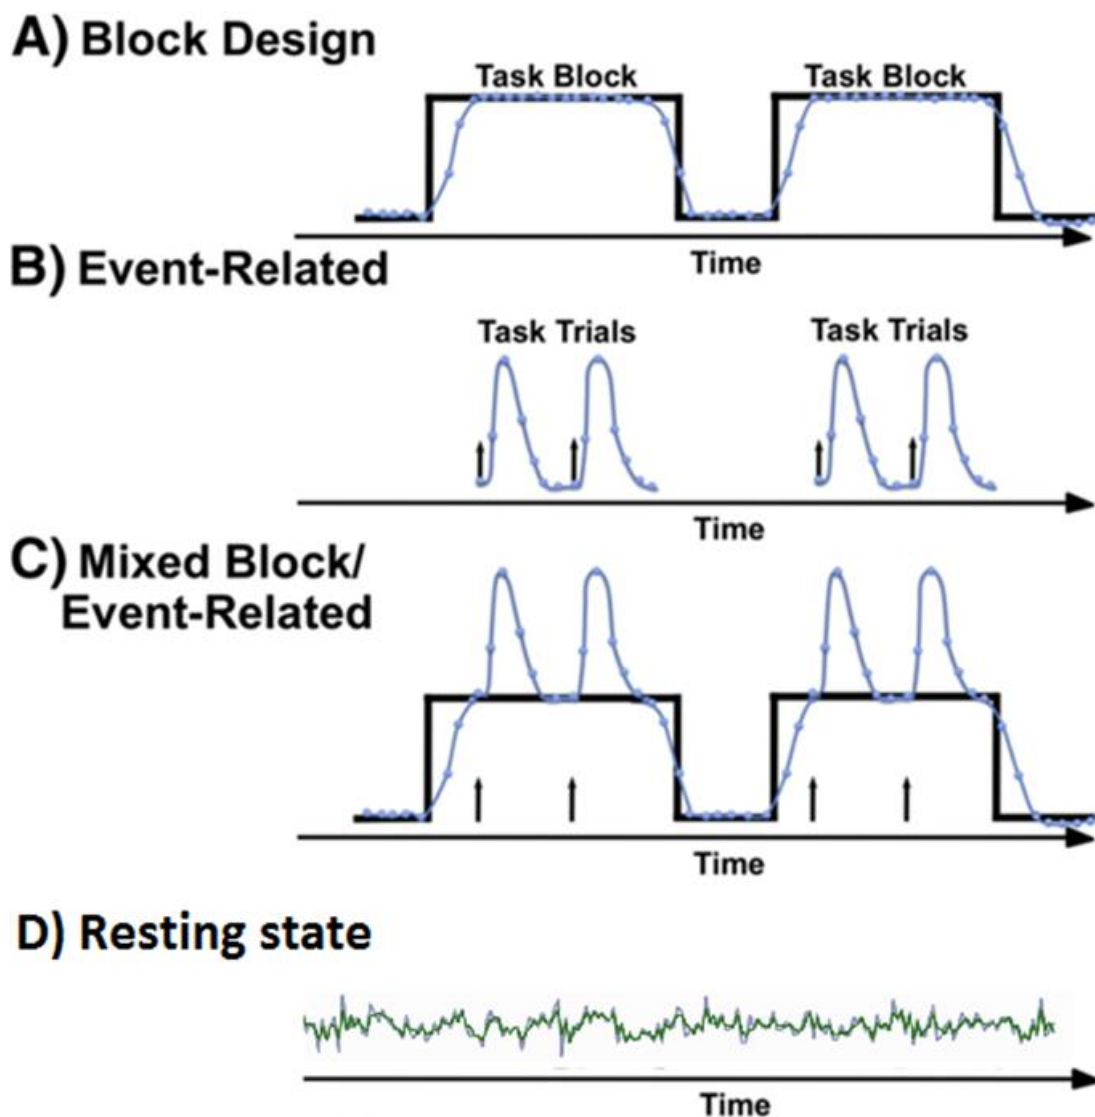 A) Block Design
Task Block
Task Block
Time
B) Event-Related
Task Trials
Task Trials
Time
C) Mixed Block/
Event-Related
Time
D) Resting state
Time